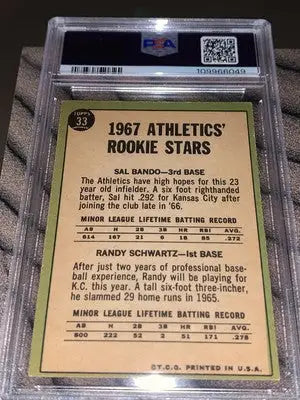 PSA
109966049
TOPPS
33
1967 ATHLETICS'
ROOKIE STARS
SAL BANDO—3rd BASE
The Athletics have high hopes for this 23
year old infielder. A six foot righthanded
batter, Sal hit .292 for Kansas City after
joining the club late in '66.
MINOR LEAGUE LIFETIME BATTING RECORD
AB H 2B 3B HR RBI AVG.
614 167 21 6 18 85 .272
RANDY SCHWARTZ—1st BASE
After just two years of professional base-
ball experience, Randy will be playing for
K.C. this year. A tall six-foot three-incher,
he slammed 29 home runs in 1965.
MINOR LEAGUE LIFETIME BATTING RECORD
AB H 2B 3B HR RBI AVG.
800 222 52 2 51 171 .278
©T.C.G. PRINTED IN U.S.A.